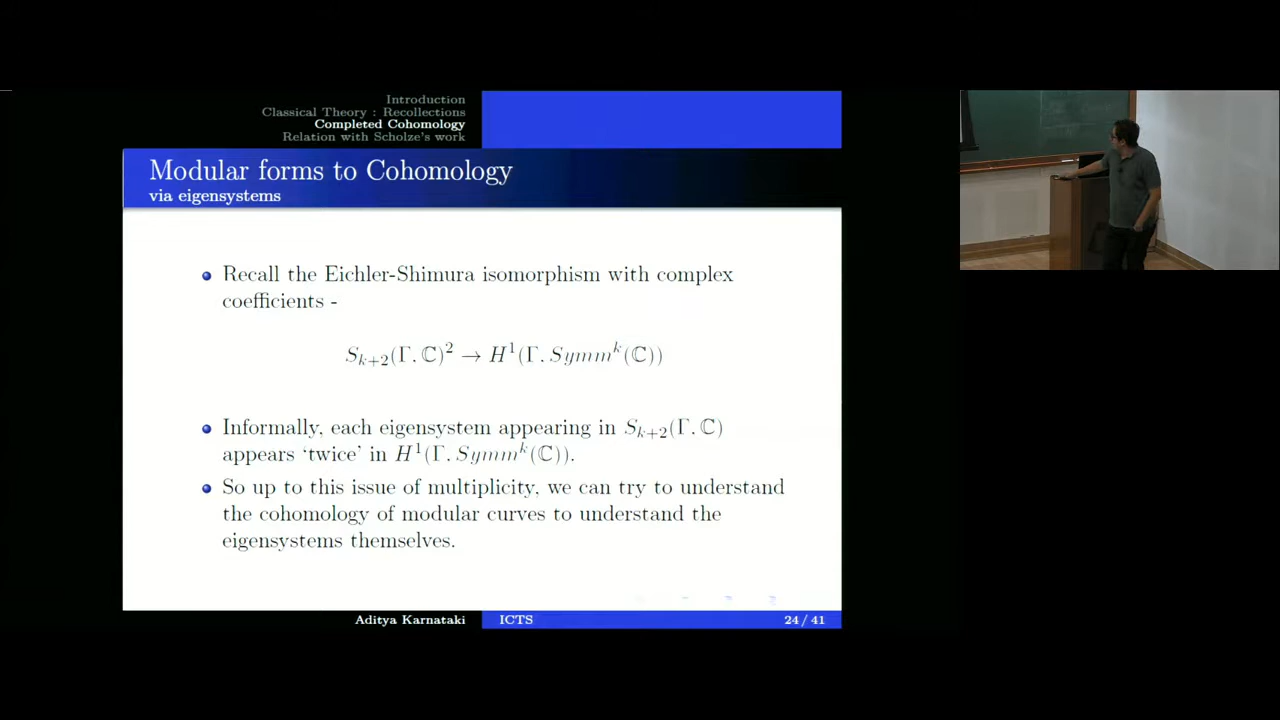 Introduction
Classical Theory : Recollections
Completed Cohomology
Relation with Scholze's work
Modular forms to Cohomology
via eigensystems
Recall the Eichler-Shimura isomorphism with complex
coefficients -
S_{k+2}(Γ, ℂ)^2 → H^1(Γ, Symm^k(ℂ))
Informally, each eigensystem appearing in S_{k+2}(Γ, ℂ)
appears ‘twice’ in H^1(Γ, Symm^k(ℂ)).
So up to this issue of multiplicity, we can try to understand
the cohomology of modular curves to understand the
eigensystems themselves.
Aditya Karnataki
ICTS
24 / 41